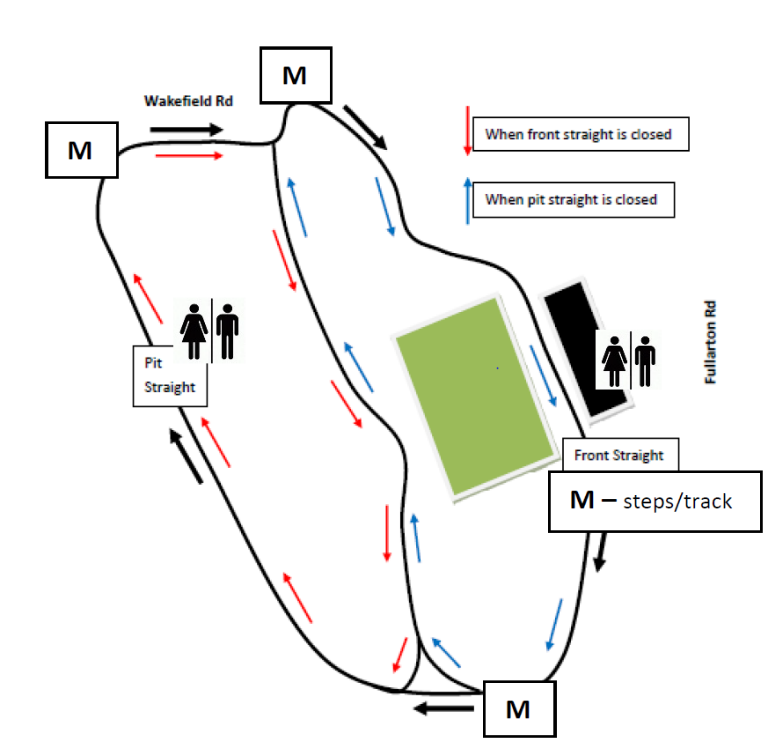 M
Wakefield Rd
M
When front straight is closed
When pit straight is closed
Fullarton Rd
Pit
Straight
Front Straight
M – steps/track
M